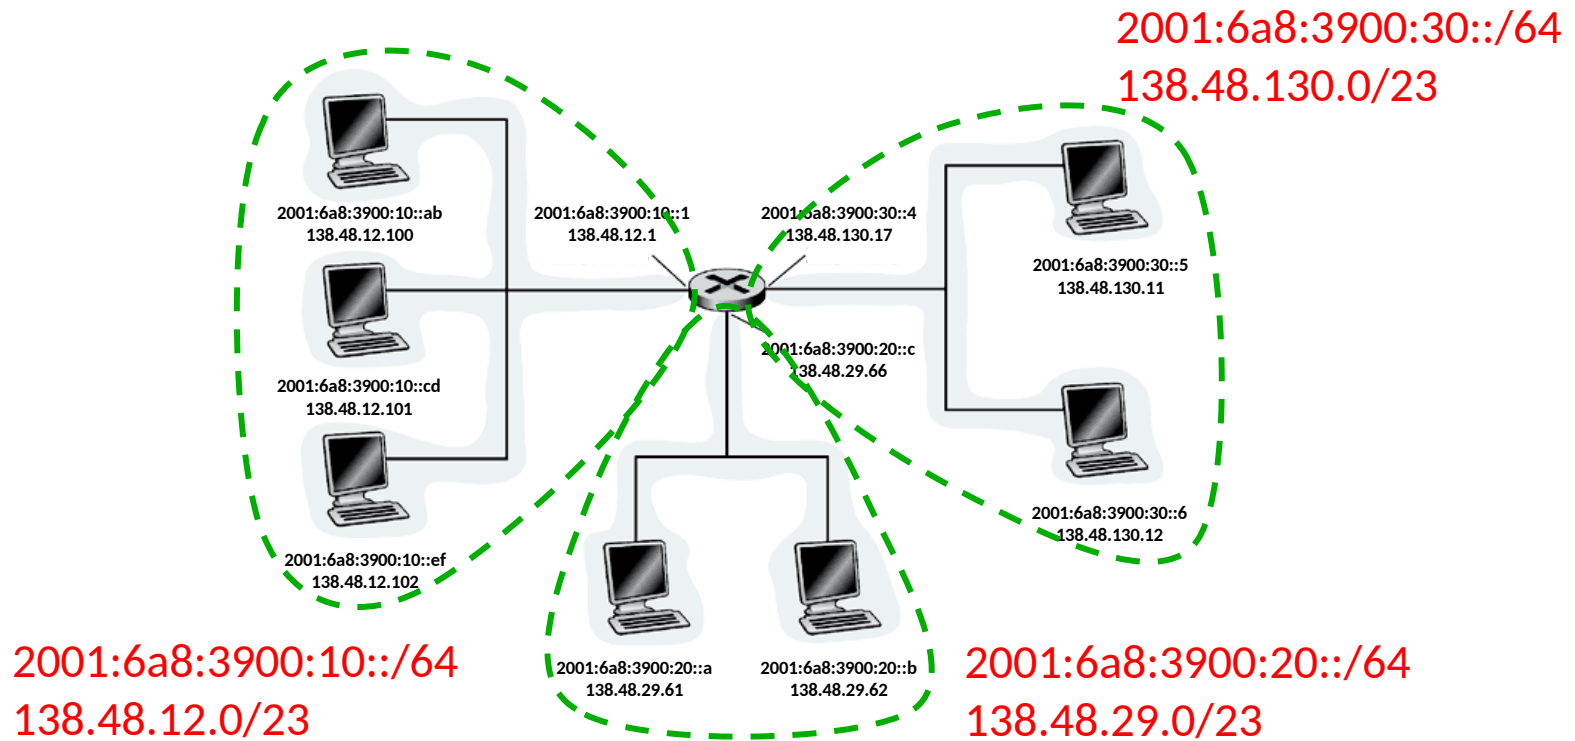 2001:6a8:3900:30::/64
138.48.130.0/23
2001:6a8:3900:10::ab
138.48.12.100
2001:6a8:3900:10::1
138.48.12.1
2001:6a8:3900:30::4
138.48.130.17
2001:6a8:3900:30::5
138.48.130.11
2001:6a8:3900:20::c
138.48.29.66
2001:6a8:3900:10::cd
138.48.12.101
2001:6a8:3900:30::6
138.48.130.12
2001:6a8:3900:10::ef
138.48.12.102
2001:6a8:3900:20::a
138.48.29.61
2001:6a8:3900:20::b
138.48.29.62
2001:6a8:3900:10::/64
138.48.12.0/23
2001:6a8:3900:20::/64
138.48.29.0/23